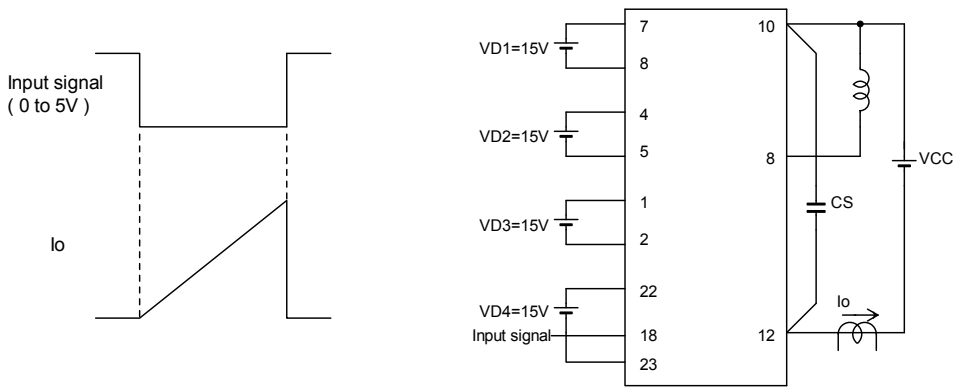 Input signal
( 0 to 5V )
Io
VD1=15V
7
8
VD2=15V
4
5
VD3=15V
1
2
VD4=15V
22
Input signal
18
23
10
8
12
VCC
CS
Io